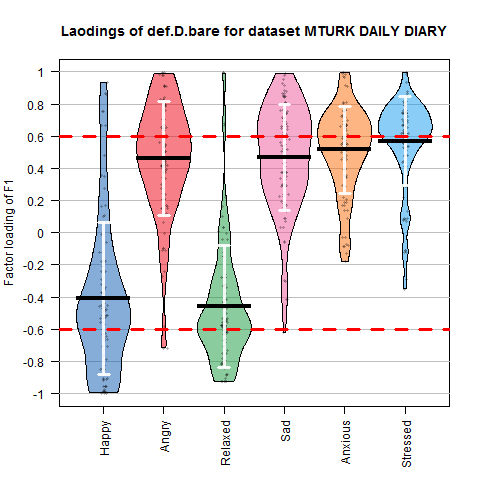 Laodings of def.D.bare for dataset MTURK DAILY DIARY
Factor loading of F1
1
0.8
0.6
0.4
0.2
0
-0.2
-0.4
-0.6
-0.8
-1
Happy
Angry
Relaxed
Sad
Anxious
Stressed